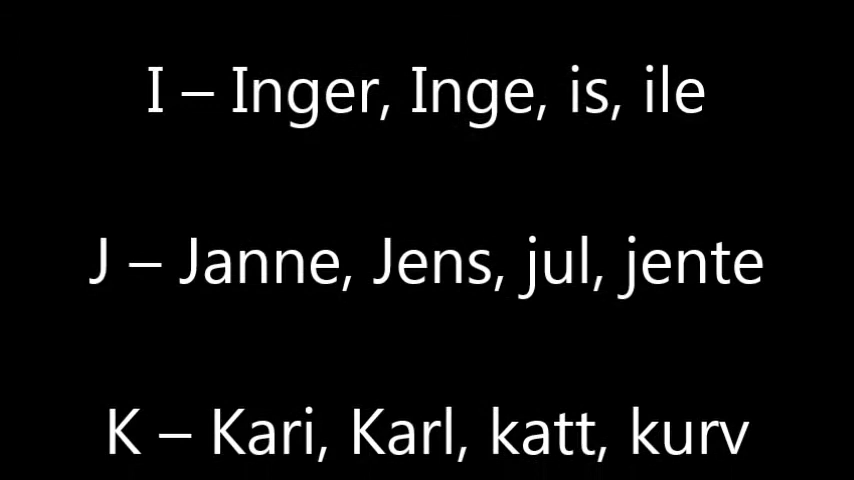 I – Inger, Inge, is, ile
J – Janne, Jens, jul, jente
K – Kari, Karl, katt, kurv